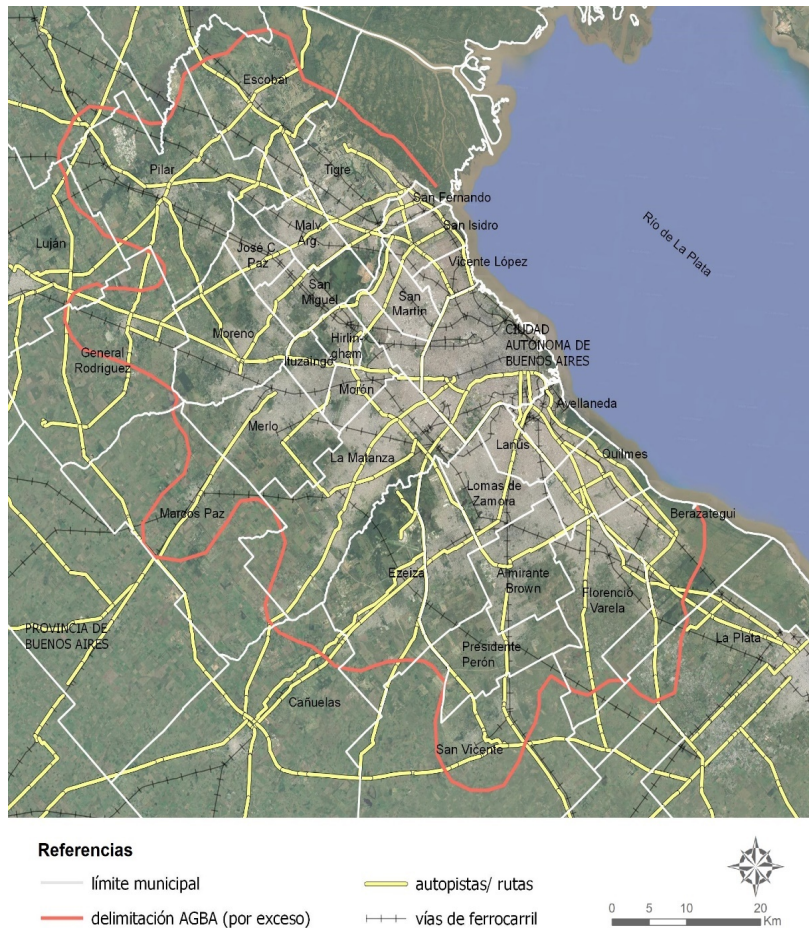 Escobar
Pilar
Tigre
San Fernando
San Isidro
Malv.
Arg.
José C.
Paz
Luján
Río de La Plata
Vicente López
San
Miguel
San
Martín
Moreno
Hirlin-
gham
CIUDAD
AUTÓNOMA DE
BUENOS AIRES
General
Rodriguez
Ituzaingó
Morón
Merlo
Avellaneda
Lanús
La Matanza
Quilmes
Lomas de
Zamora
Marcos Paz
Berazategui
Ezeiza
Almirante
Brown
Florencio
Varela
PROVINCIA DE
BUENOS AIRES
La Plata
Presidente
Perón
Cañuelas
San Vicente
Referencias
límite municipal
autopistas/ rutas
delimitación AGBA (por exceso)
vías de ferrocarril
0 5 10 20
Km